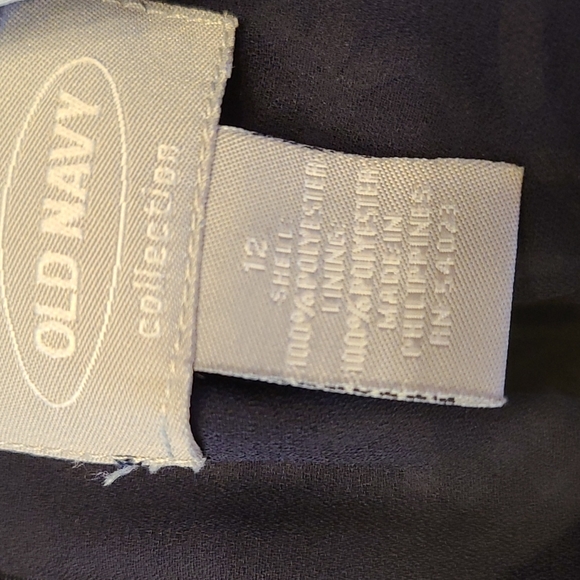 OLD NAVY
collection
12
SHELL:
100% POLYESTER
LINING:
100% POLYESTER
MADE IN
PHILIPPINES
RN 54023